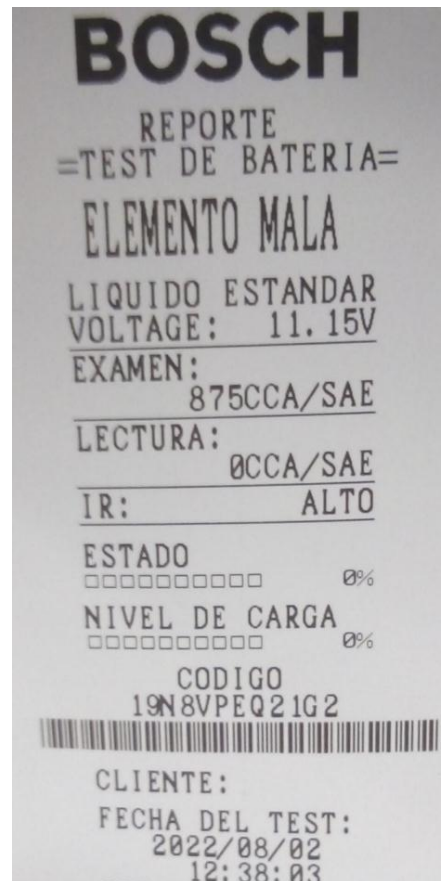 BOSCH
REPORTE
=TEST DE BATERIA=
ELEMENTO MALA
LIQUIDO ESTANDAR
VOLTAGE: 11.15V
EXAMEN:
875CCA/SAE
LECTURA:
0CCA/SAE
IR: ALTO
ESTADO
□□□□□□□□□□ 0%
NIVEL DE CARGA
□□□□□□□□□□ 0%
CODIGO
19N8VPEQ21G2
CLIENTE:
FECHA DEL TEST:
2022/08/02
12:38:03